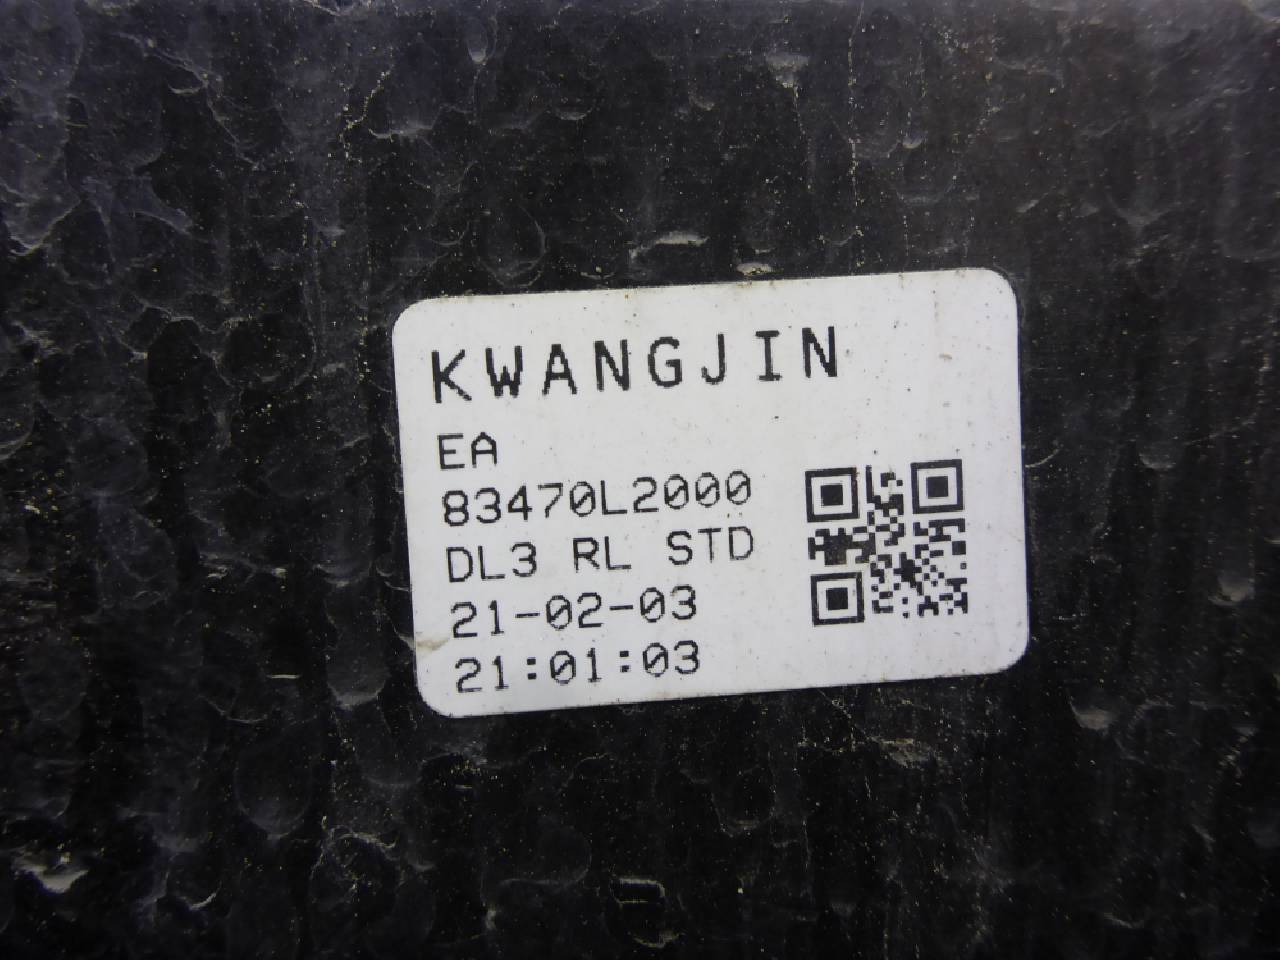 KWANGJIN
EA
83470L2000
DL3 RL STD
21-02-03
21:01:03